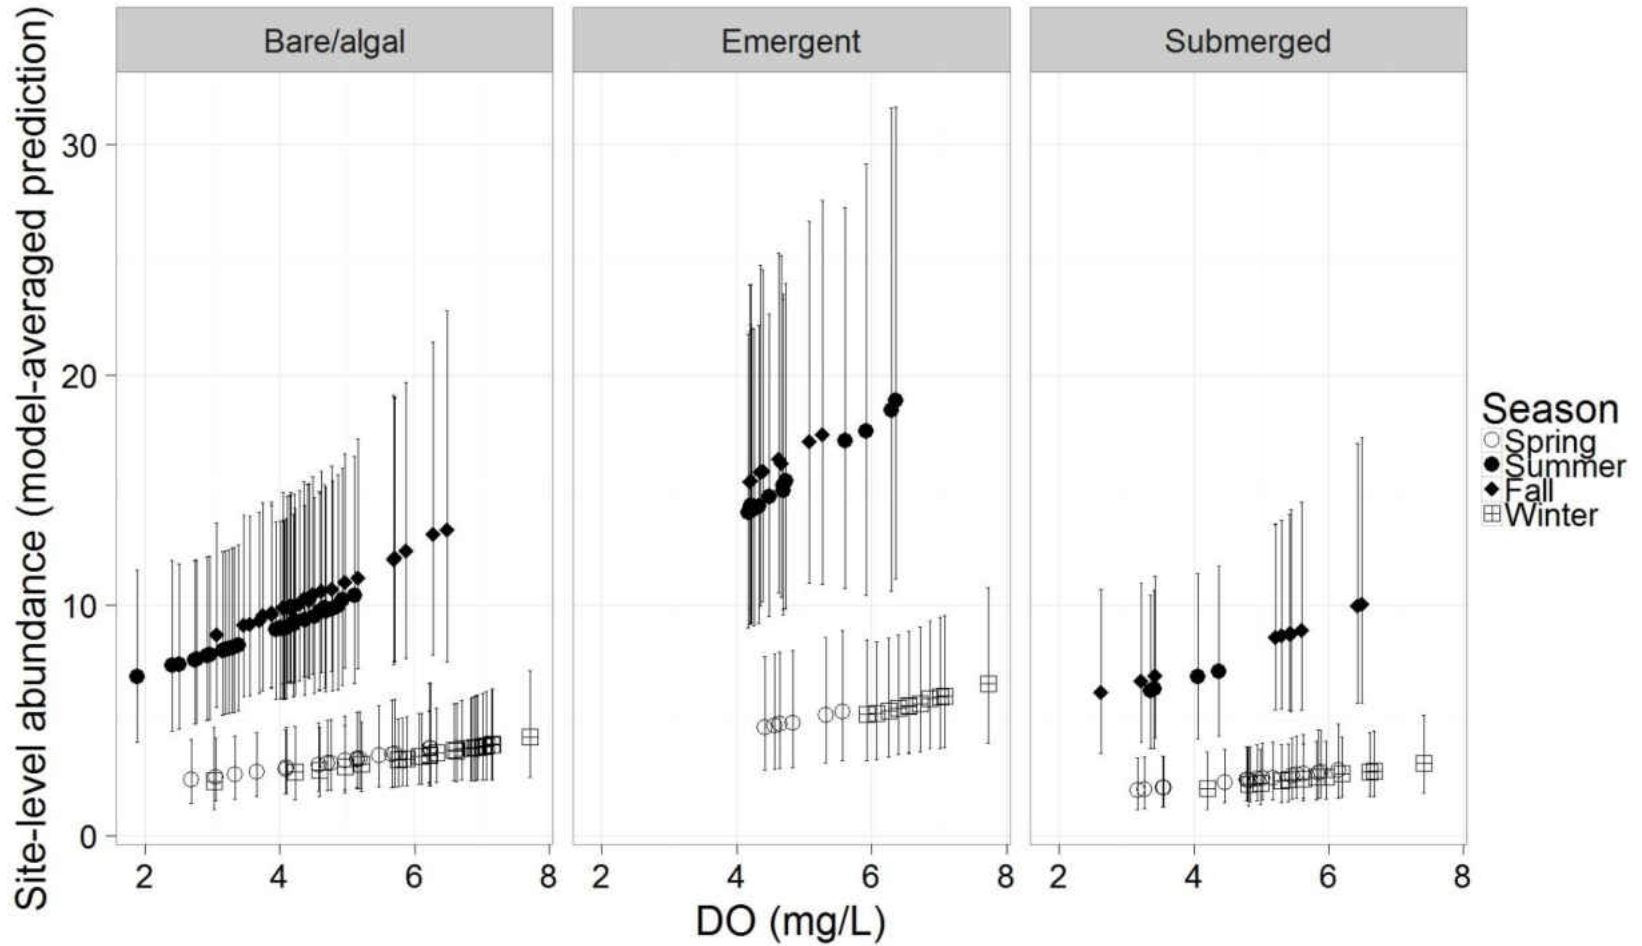 Site-level abundance (model-averaged prediction)
Bare/algal
Emergent
Submerged
30
20
10
0
2 4 6 8
2 4 6 8
2 4 6 8
DO (mg/L)
Season
Spring
Summer
Fall
Winter